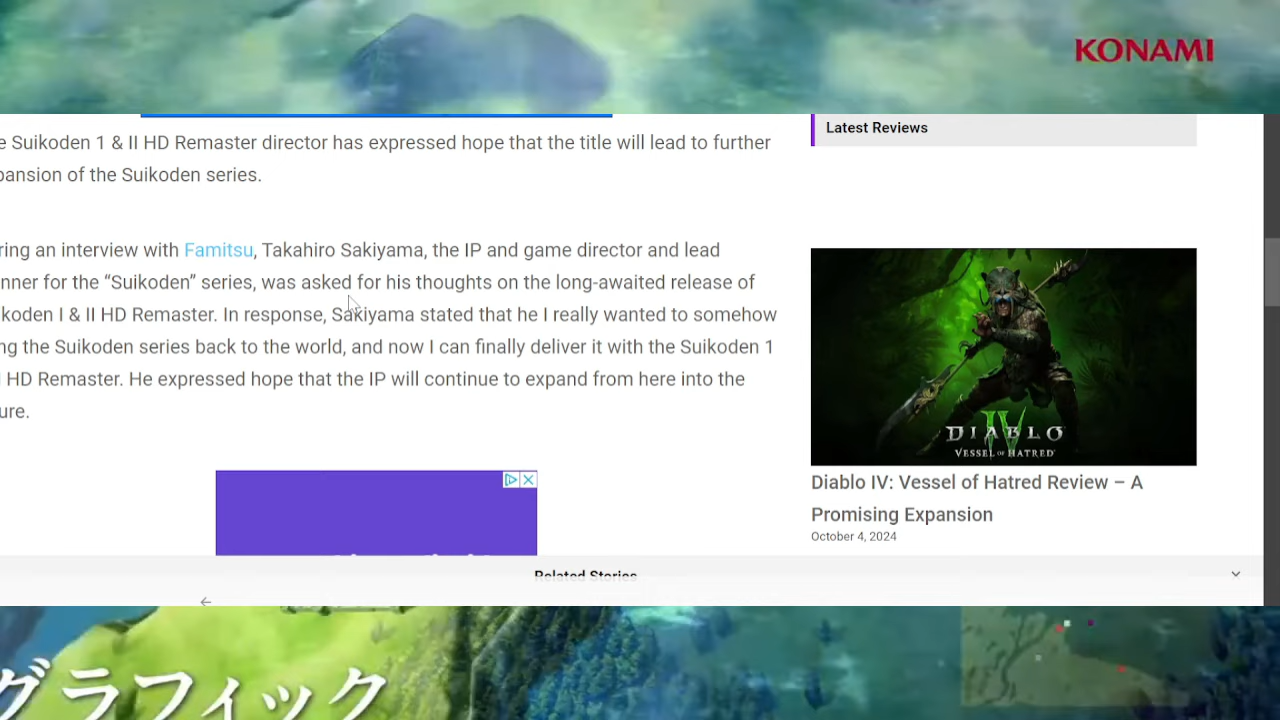 KONAMI
e Suikoden 1 & II HD Remaster director has expressed hope that the title will lead to further
pansion of the Suikoden series.
ring an interview with Famitsu, Takahiro Sakiyama, the IP and game director and lead
nner for the “Suikoden” series, was asked for his thoughts on the long-awaited release of
koden I & II HD Remaster. In response, Sakiyama stated that he I really wanted to somehow
ng the Suikoden series back to the world, and now I can finally deliver it with the Suikoden 1
I HD Remaster. He expressed hope that the IP will continue to expand from here into the
ure.
Latest Reviews
DIABLO
IV
VESSEL OF HATRED
Diablo IV: Vessel of Hatred Review – A
Promising Expansion
October 4, 2024
Related Stories
グラフィック